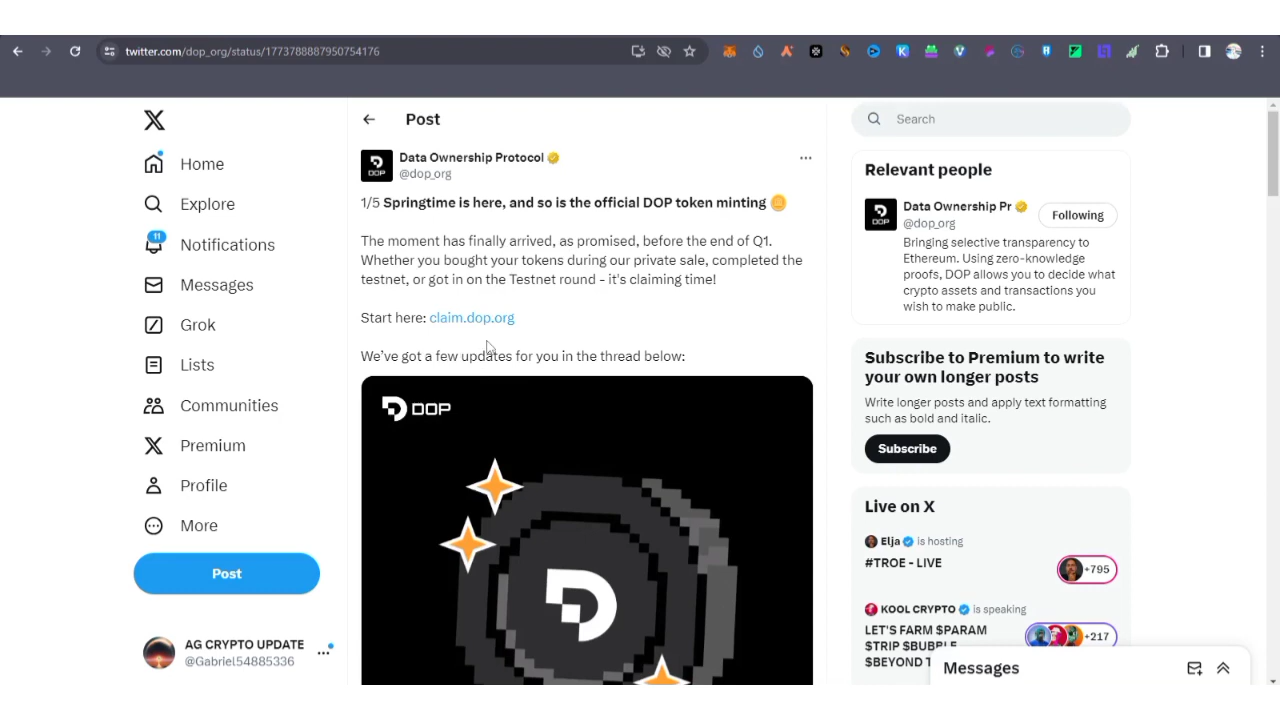 twitter.com/dop_org/status/1773788887950754176
Home
Explore
11
Notifications
Messages
Grok
Lists
Communities
Premium
Profile
More
Post
AG CRYPTO UPDATE
@Gabriel54885336
Post
Data Ownership Protocol
@dop_org
1/5 Springtime is here, and so is the official DOP token minting
The moment has finally arrived, as promised, before the end of Q1.
Whether you bought your tokens during our private sale, completed the
testnet, or got in on the Testnet round - it's claiming time!
Start here: claim.dop.org
We've got a few updates for you in the thread below:
DOP
Search
Relevant people
Data Ownership Pr
@dop_org
Following
Bringing selective transparency to
Ethereum. Using zero-knowledge
proofs, DOP allows you to decide what
crypto assets and transactions you
wish to make public.
Subscribe to Premium to write
your own longer posts
Write longer posts and apply text formatting
such as bold and italic.
Subscribe
Live on X
Elja is hosting
#TROE - LIVE
+795
KOOL CRYPTO is speaking
LET'S FARM $PARAM
$TRIP $BUBBL
$BEYOND T
+217
Messages